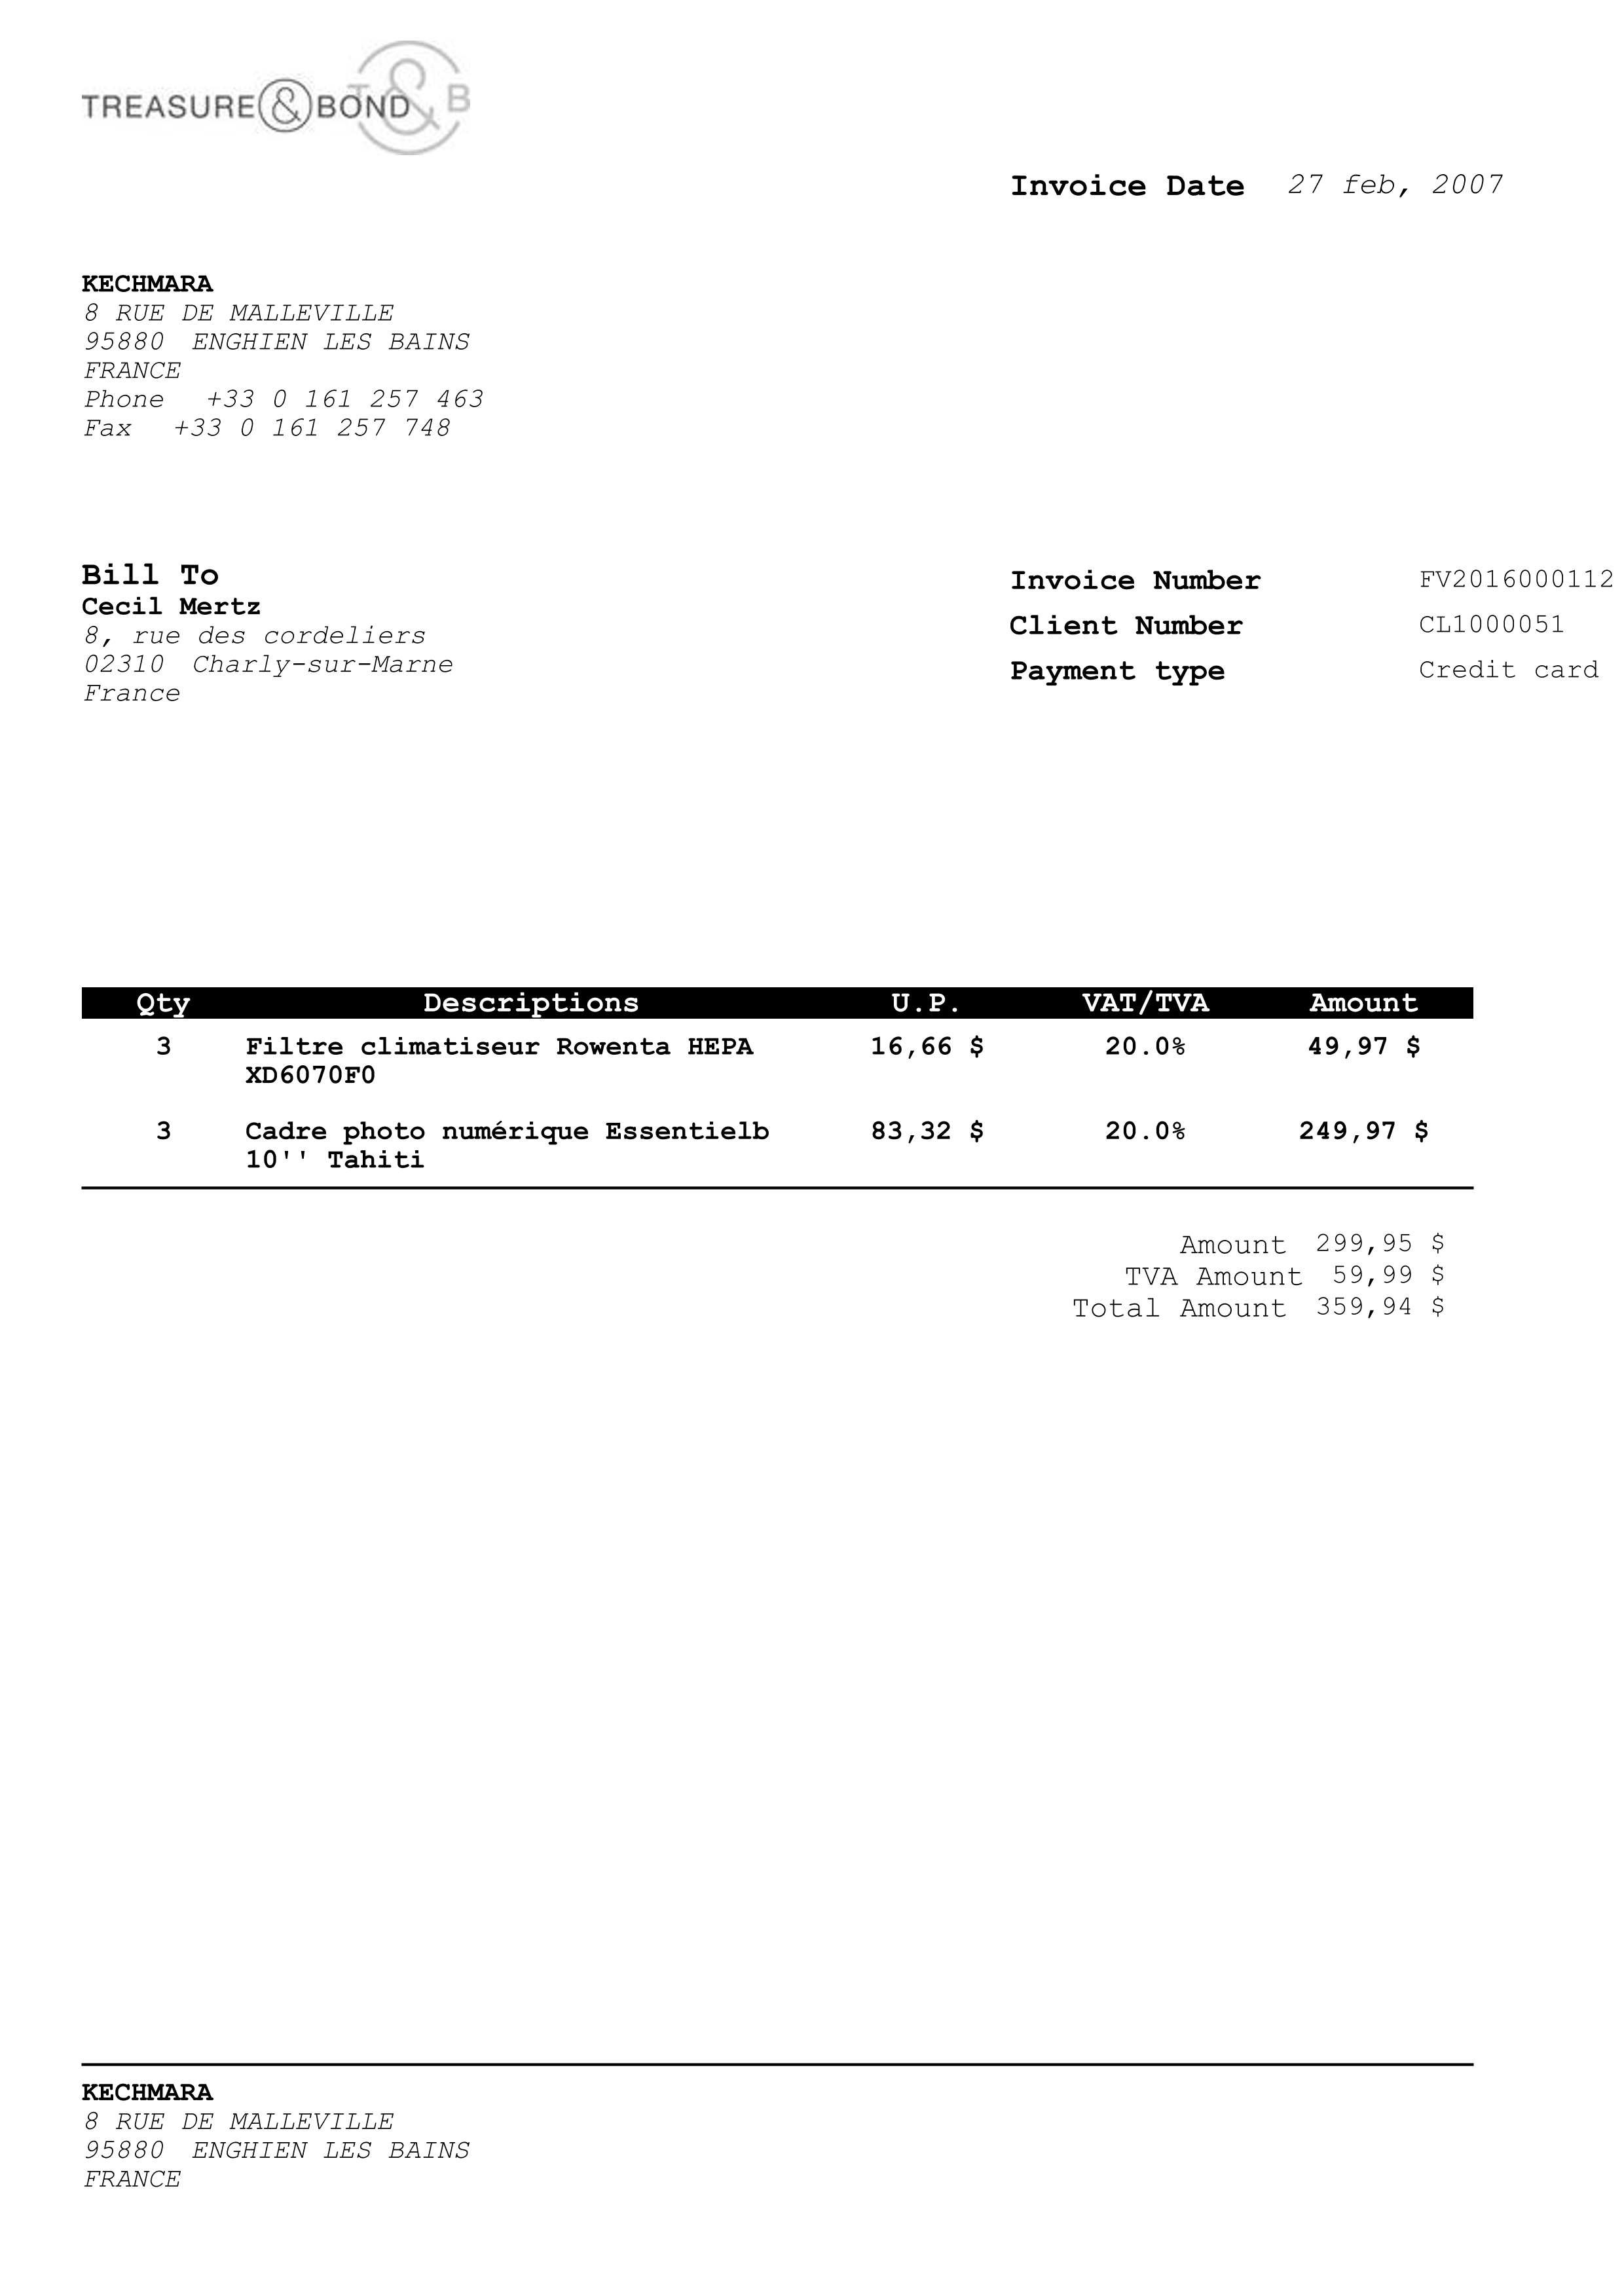 TREASURE & BOND
T & B
Invoice Date 27 feb, 2007
KECHMARA
8 RUE DE MALLEVILLE
95880 ENGHIEN LES BAINS
FRANCE
Phone +33 0 161 257 463
Fax +33 0 161 257 748
Bill To
Cecil Mertz
8, rue des cordeliers
02310 Charly-sur-Marne
France
Invoice Number FV2016000112
Client Number CL1000051
Payment type Credit card
Qty Descriptions U.P. VAT/TVA Amount
3 Filtre climatiseur Rowenta HEPA 16,66 $ 20.0% 49,97 $
XD6070F0
3 Cadre photo numérique Essentielb 83,32 $ 20.0% 249,97 $
10'' Tahiti
Amount 299,95 $
TVA Amount 59,99 $
Total Amount 359,94 $
KECHMARA
8 RUE DE MALLEVILLE
95880 ENGHIEN LES BAINS
FRANCE